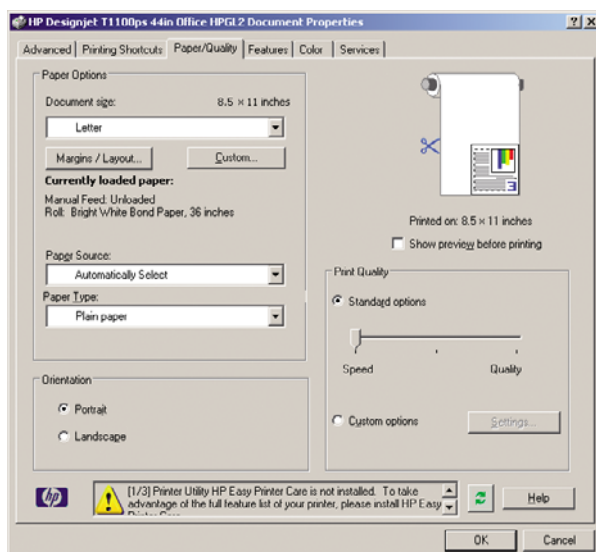 HP Designjet T1100ps 44in Office HPGL2 Document Properties
Advanced Printing Shortcuts Paper/Quality Features Color Services
Paper Options
Document size: 8.5 × 11 inches
Letter
Margins / Layout... Custom...
Currently loaded paper:
Manual Feed: Unloaded
Roll: Bright White Bond Paper, 36 inches
Paper Source:
Automatically Select
Paper Type:
Plain paper
Orientation
Portrait
Landscape
3
Printed on: 8.5 × 11 inches
Show preview before printing
Print Quality
Standard options
Speed Quality
Custom options Settings...
hp
[1/3] Printer Utility HP Easy Printer Care is not installed. To take
advantage of the full feature list of your printer, please install HP Easy
Printer Care
Help
OK Cancel